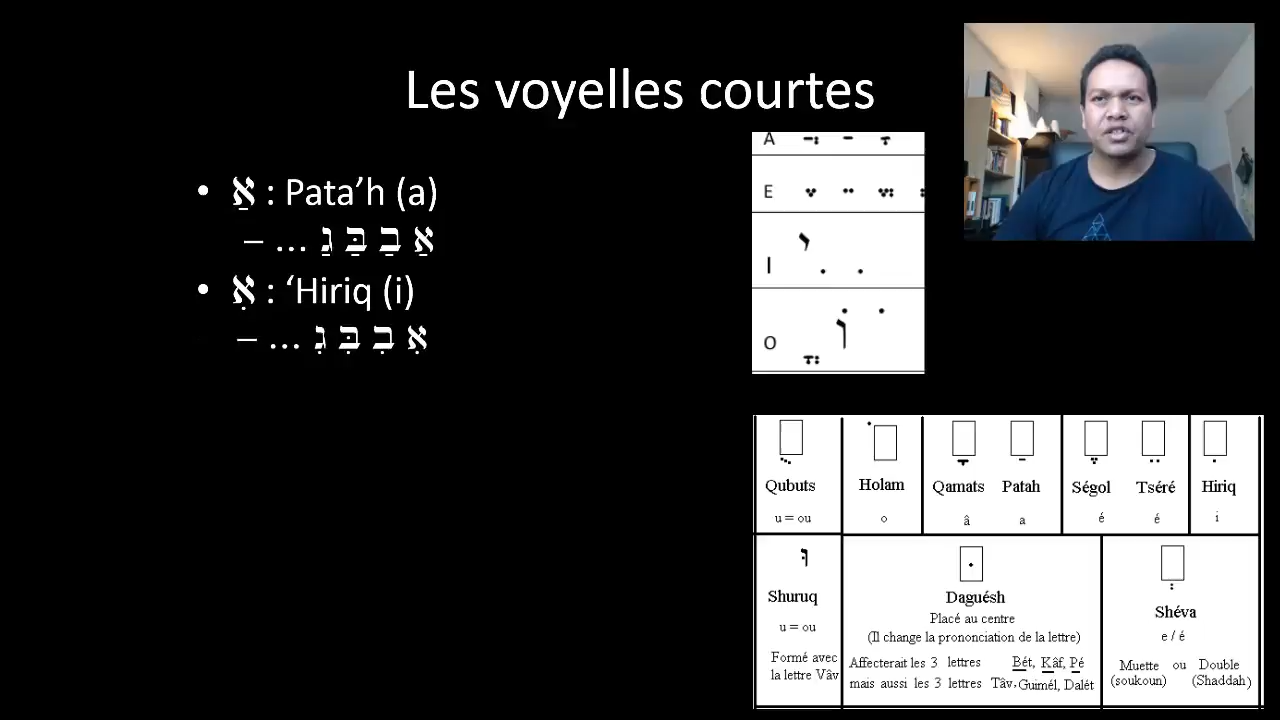 Les voyelles courtes
• אַ : Pata’h (a)
– … אַ בַ בַּ גַ
• אִ : ‘Hiriq (i)
– … אִ בִ בִּ גִ
A
E
I
O
Qubuts
u = ou
Holam
o
Qamats Patah
â a
Ségol Tséré
é é
Hiriq
i
וּ
Shuruq
u = ou
Formé avec
la lettre Vâv
Daguésh
Placé au centre
(Il change la prononciation de la lettre)
Affecterait les 3 lettres Bét, Kâf, Pé
mais aussi les 3 lettres Tâv, Guimél, Dalét
Shéva
e / é
Muette ou Double
(soukoun) (Shaddah)